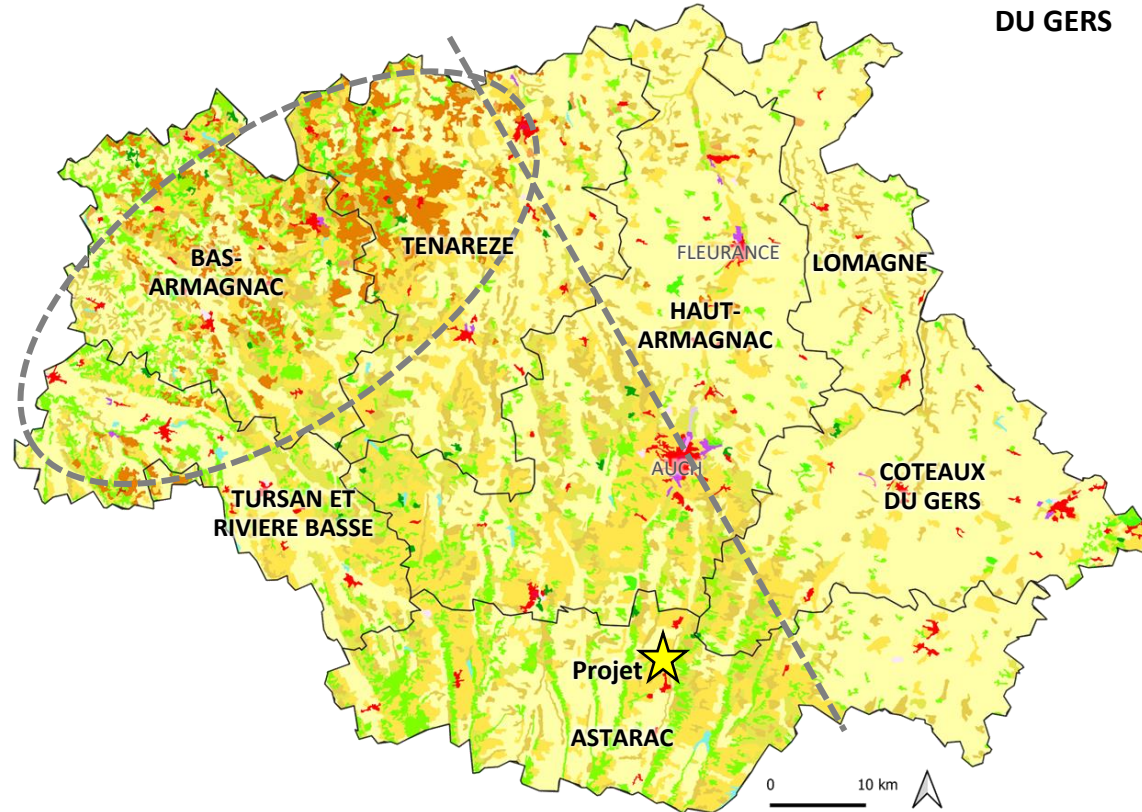 DU GERS
BAS-
ARMAGNAC
TENAREZE
FLEURANCE
LOMAGNE
HAUT-
ARMAGNAC
AUCH
COTEAUX
DU GERS
TURSAN ET
RIVIERE BASSE
Projet
ASTARAC
0 10 km